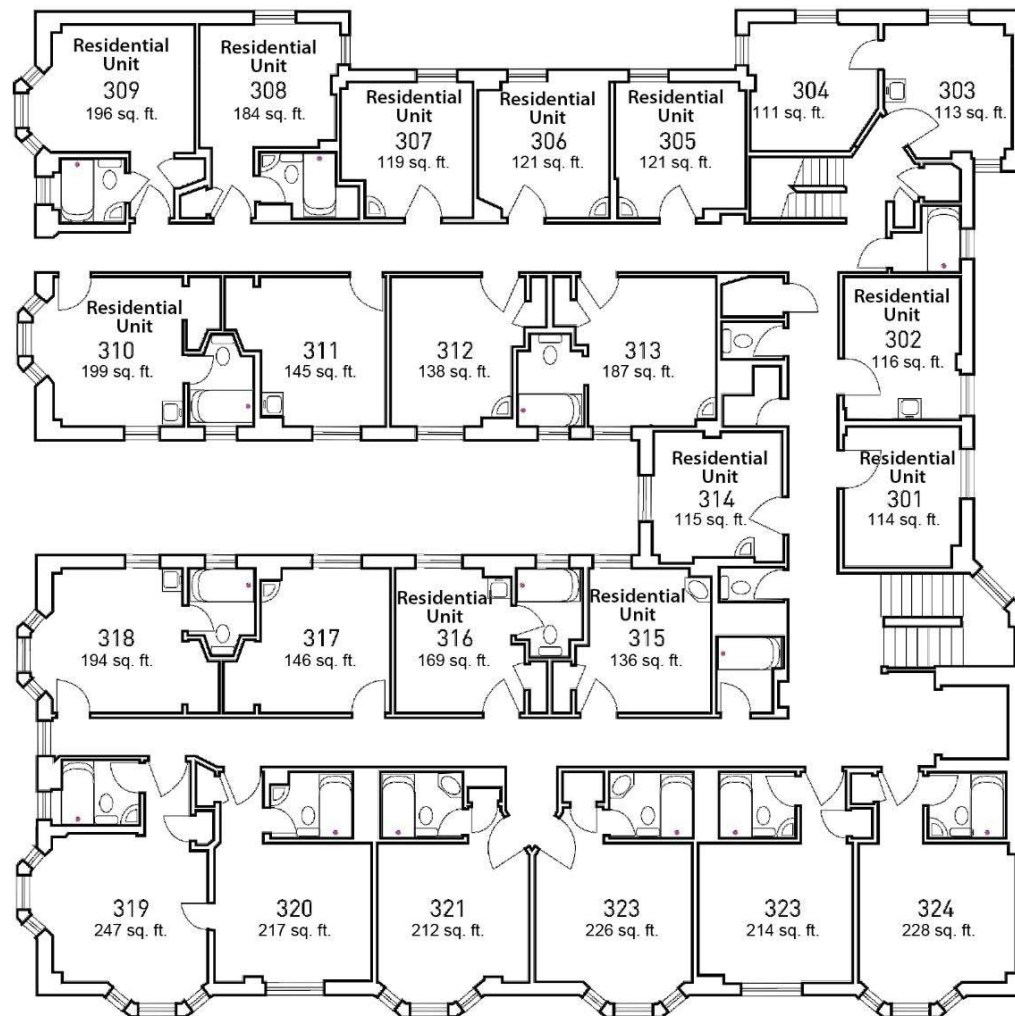 Residential
Unit
309
196 sq. ft.
Residential
Unit
308
184 sq. ft.
Residential
Unit
307
119 sq. ft.
Residential
Unit
306
121 sq. ft.
Residential
Unit
305
121 sq. ft.
304
111 sq. ft.
303
113 sq. ft.
Residential
Unit
310
199 sq. ft.
311
145 sq. ft.
312
138 sq. ft.
313
187 sq. ft.
Residential
Unit
302
116 sq. ft.
Residential
Unit
314
115 sq. ft.
Residential
Unit
301
114 sq. ft.
318
194 sq. ft.
317
146 sq. ft.
Residential
Unit
316
169 sq. ft.
Residential
Unit
315
136 sq. ft.
319
247 sq. ft.
320
217 sq. ft.
321
212 sq. ft.
323
226 sq. ft.
323
214 sq. ft.
324
228 sq. ft.